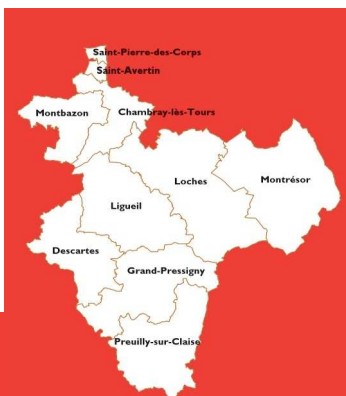 Saint-Pierre-des-Corps
Saint-Avertin
Montbazon
Chambray-lès-Tours
Loches
Montrésor
Ligueil
Descartes
Grand-Pressigny
Preuilly-sur-Claise